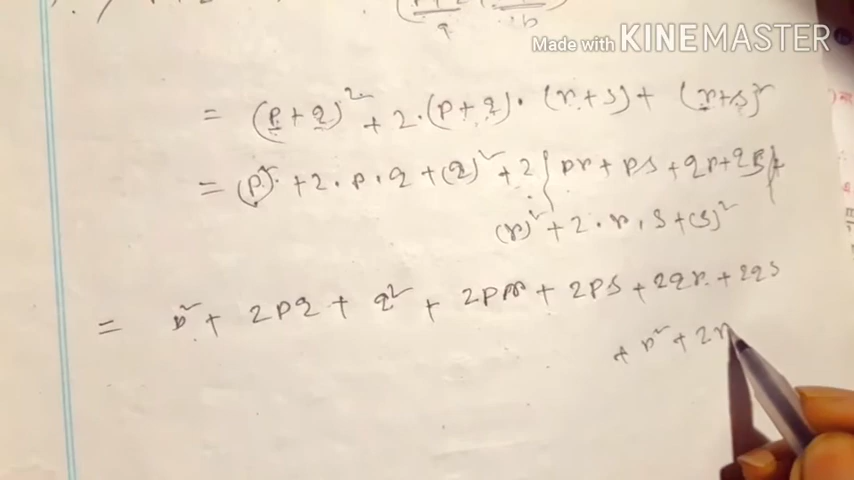 Made with KINEMASTER
= (p+q)² + 2·(p+q)·(r+s) + (r+s)²
= (p)² + 2·p·q + (q)² + 2{pr + ps + qr + qs} +
(r)² + 2·r·s + (s)²
= p² + 2pq + q² + 2pr + 2ps + 2qr + 2qs
+ r² + 2r